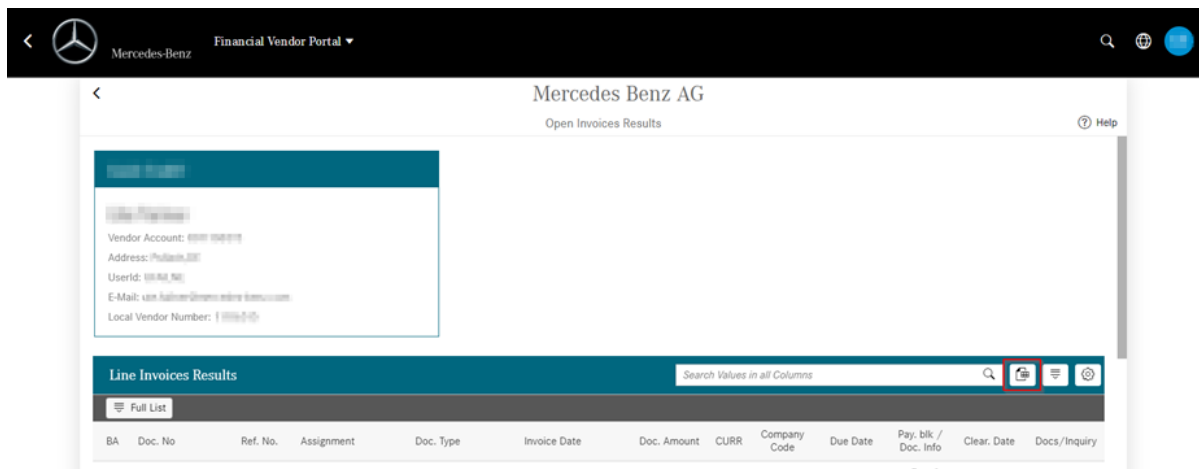 Mercedes-Benz
Financial Vendor Portal
Mercedes Benz AG
Open Invoices Results
Help
Vendor Account:
Address:
UserId:
E-Mail:
Local Vendor Number:
Line Invoices Results
Search Values in all Columns
Full List
BA Doc. No Ref. No. Assignment Doc. Type Invoice Date Doc. Amount CURR Company Code Due Date Pay. blk / Doc. Info Clear. Date Docs/Inquiry